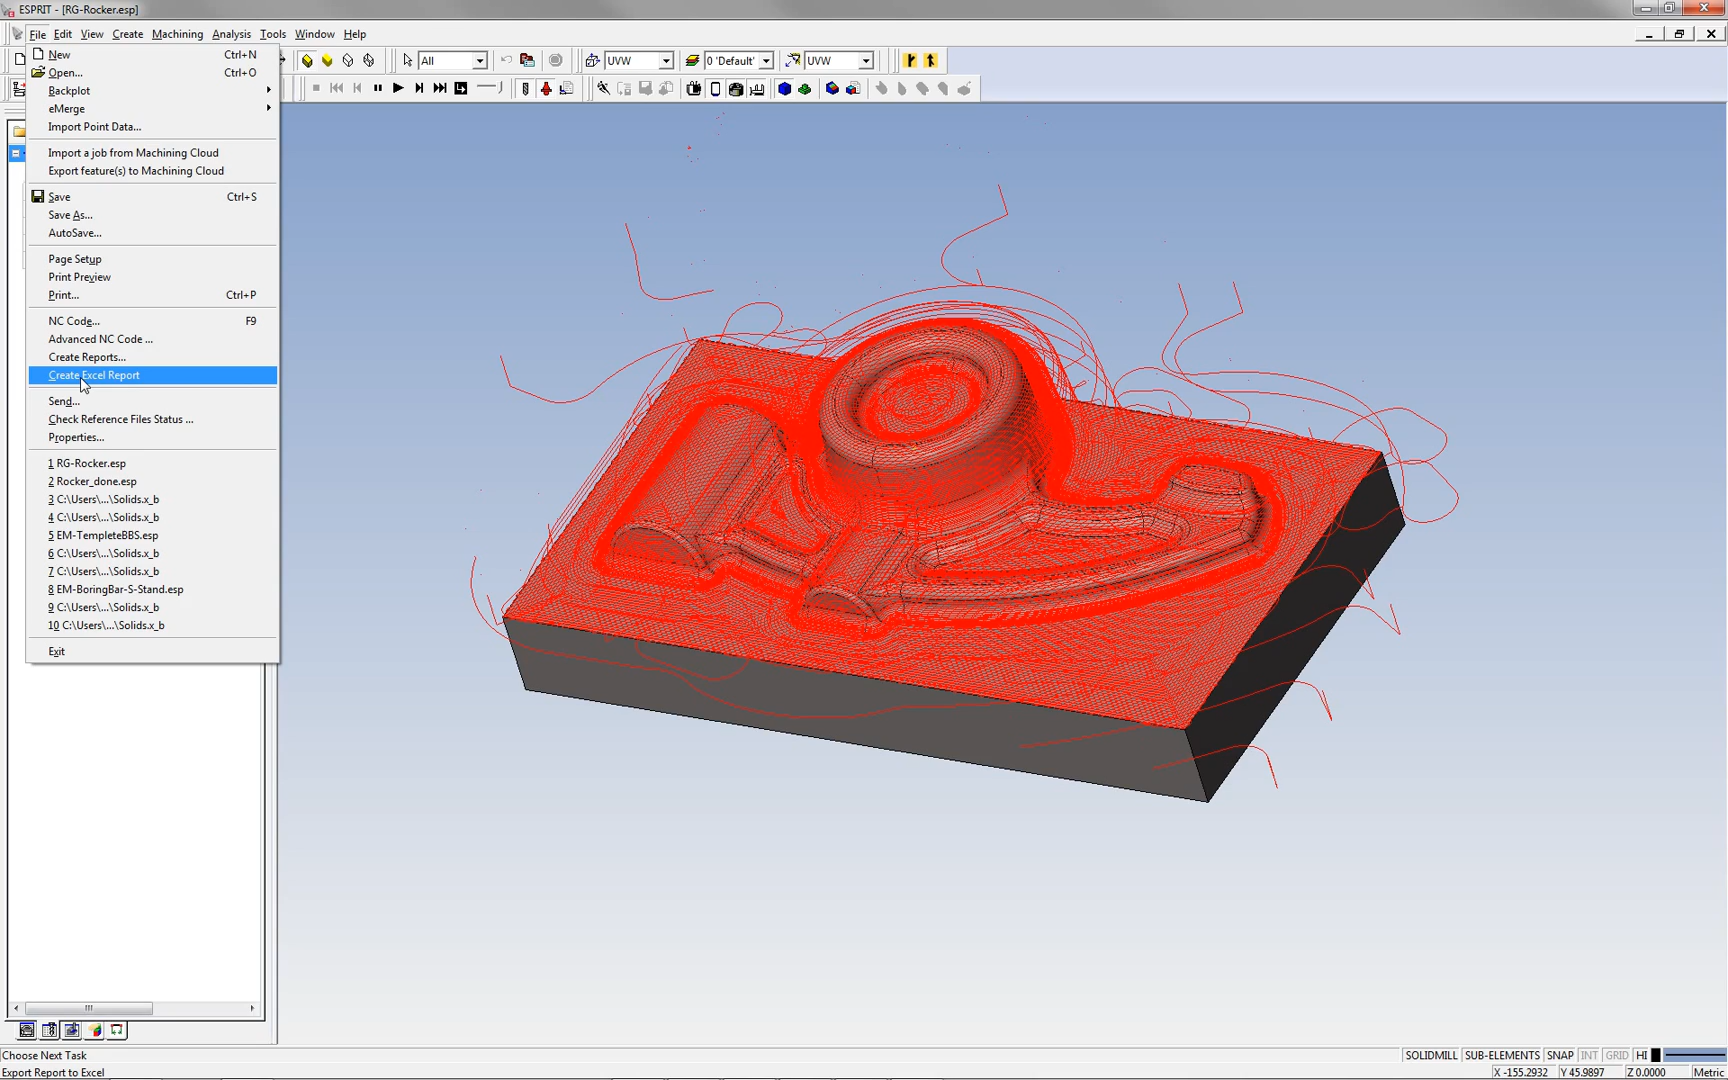 ESPRIT - [RG-Rocker.esp]
File Edit View Create Machining Analysis Tools Window Help
All UVW 0 'Default' UVW
New Ctrl+N
Open... Ctrl+O
Backplot
eMerge
Import Point Data...
Import a job from Machining Cloud
Export feature(s) to Machining Cloud
Save Ctrl+S
Save As...
AutoSave...
Page Setup
Print Preview
Print... Ctrl+P
NC Code... F9
Advanced NC Code ...
Create Reports...
Create Excel Report
Send...
Check Reference Files Status ...
Properties...
1 RG-Rocker.esp
2 Rocker_done.esp
3 C:\Users\...\Solids.x_b
4 C:\Users\...\Solids.x_b
5 EM-TempleteBBS.esp
6 C:\Users\...\Solids.x_b
7 C:\Users\...\Solids.x_b
8 EM-BoringBar-S-Stand.esp
9 C:\Users\...\Solids.x_b
10 C:\Users\...\Solids.x_b
Exit
Choose Next Task SOLIDMILL SUB-ELEMENTS SNAP INT GRID HI
Export Report to Excel X -155.2932 Y 45.9897 Z 0.0000 Metric